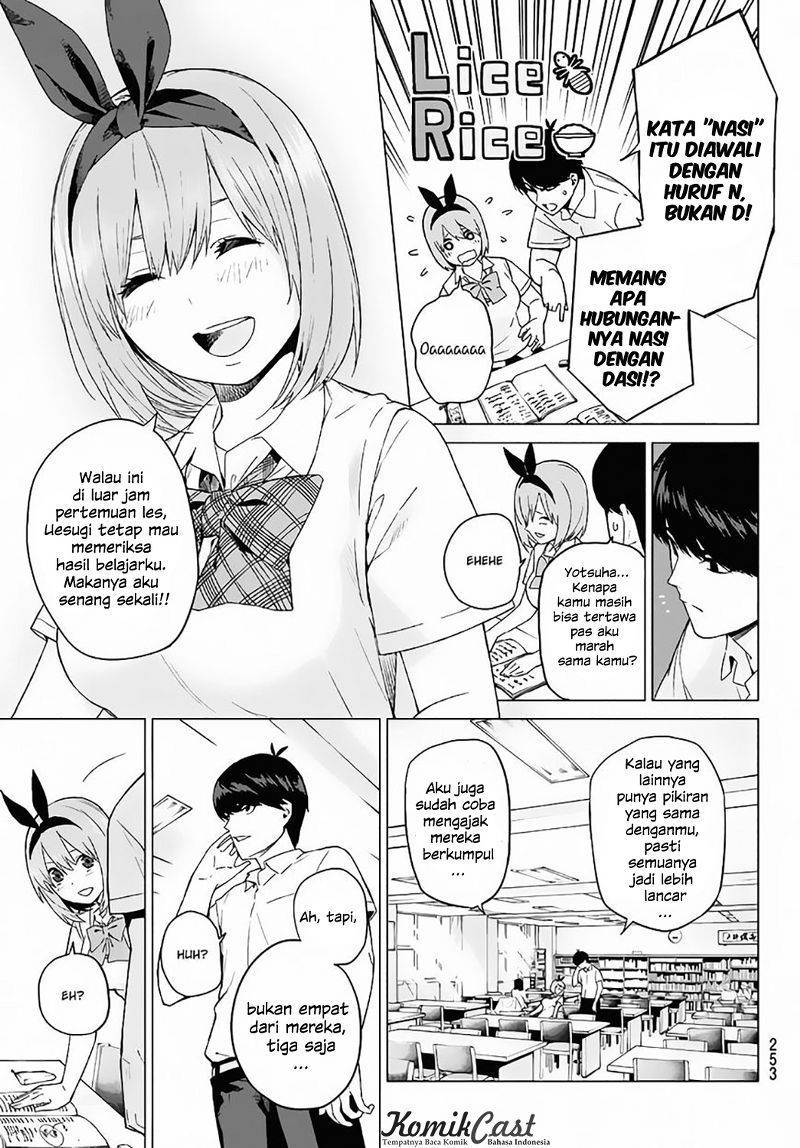 KATA "NASI"
ITU DIAWALI
DENGAN
HURUF N,
BUKAN D!
MEMANG
APA
HUBUNGAN-
NYA NASI
DENGAN
DASI!?
Lice
Rice
Oaaaaaaa
Yotsuba...
Kenapa
kamu masih
bisa tertawa
pas aku
marah
sama kamu?
EHEHE
Walau ini
di luar jam
pertemuan les,
Uesugi tetap mau
memeriksa
hasil belajarku.
Makanya aku
senang sekali!!
Kalau yang
lainnya
punya pikiran
yang sama
denganmu,
pasti
semuanya
jadi lebih
lancar
...
Aku juga
sudah coba
mengajak
mereka
berkumpul
...
Ah, tapi,
bukan empat
dari mereka,
tiga saja
...
HUH?
EH?
253
KomikCast
Tempatnya Baca Komik Bahasa Indonesia